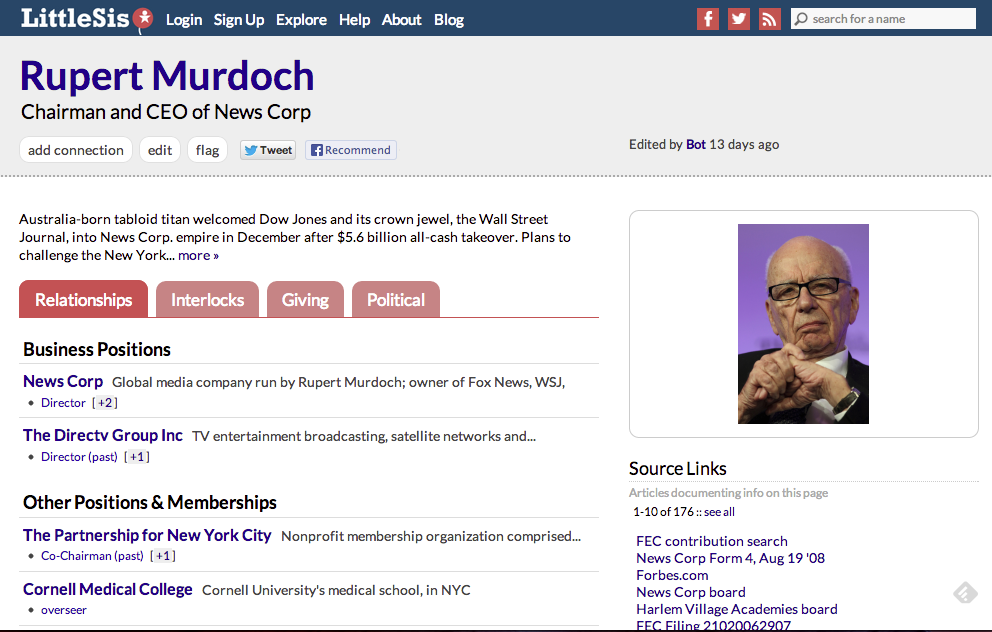 LittleSis Login Sign Up Explore Help About Blog search for a name
Rupert Murdoch
Chairman and CEO of News Corp
add connection edit flag Tweet Recommend
Edited by Bot 13 days ago
Australia-born tabloid titan welcomed Dow Jones and its crown jewel, the Wall Street
Journal, into News Corp. empire in December after $5.6 billion all-cash takeover. Plans to
challenge the New York... more »
Relationships Interlocks Giving Political
Business Positions
News Corp Global media company run by Rupert Murdoch; owner of Fox News, WSJ,
• Director [+2]
The Directv Group Inc TV entertainment broadcasting, satellite networks and...
• Director (past) [+1]
Other Positions & Memberships
The Partnership for New York City Nonprofit membership organization comprised...
• Co-Chairman (past) [+1]
Cornell Medical College Cornell University's medical school, in NYC
• overseer
Source Links
Articles documenting info on this page
1-10 of 176 :: see all
FEC contribution search
News Corp Form 4, Aug 19 '08
Forbes.com
News Corp board
Harlem Village Academies board
FEC Filing 21020062907